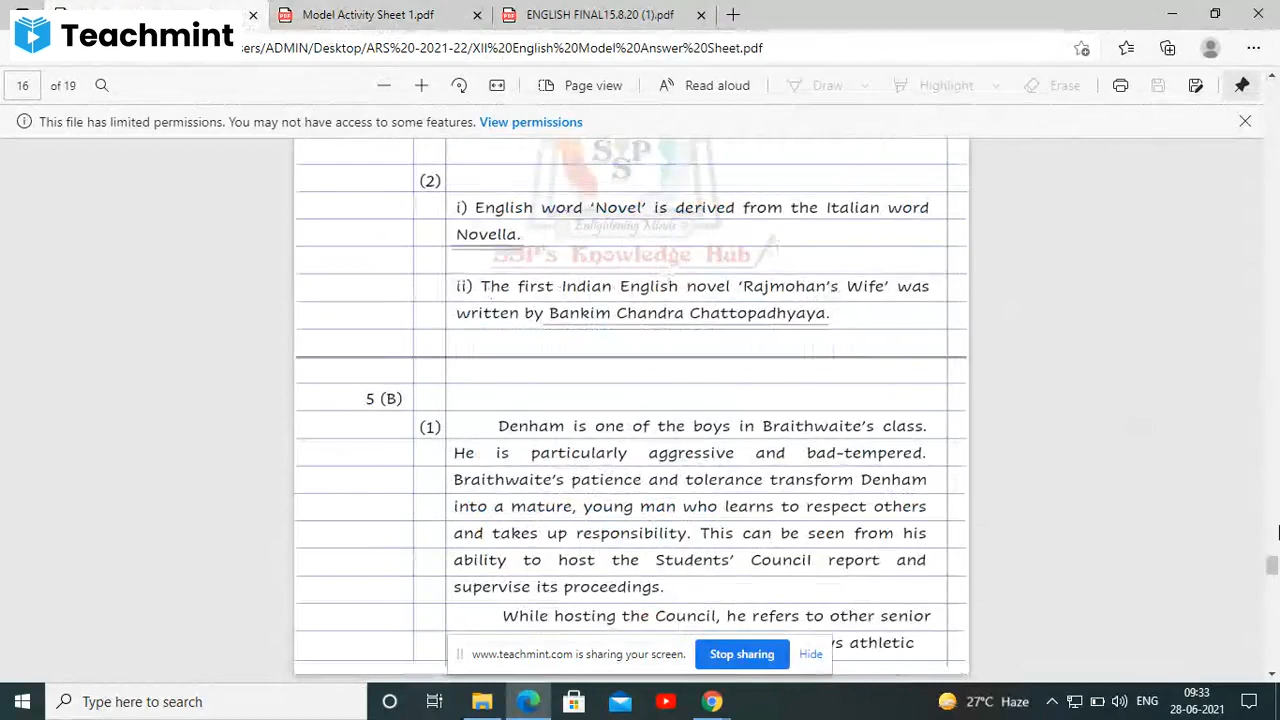 Model Activity Sheet 1.pdf
ENGLISH FINAL15.8.20 (1).pdf
Teachmint
ers/ADMIN/Desktop/ARS%20-2021-22/XII%20English%20Model%20Answer%20Sheet.pdf
16 of 19
Page view
Read aloud
Draw
Highlight
Erase
This file has limited permissions. You may not have access to some features. View permissions
SSP
(2)
i) English word ‘Novel’ is derived from the Italian word
Novella.
Enlightening Minds
SSP's Knowledge Hub
ii) The first Indian English novel ‘Rajmohan’s Wife’ was
written by Bankim Chandra Chattopadhyaya.
5 (B)
(1) Denham is one of the boys in Braithwaite’s class.
He is particularly aggressive and bad-tempered.
Braithwaite’s patience and tolerance transform Denham
into a mature, young man who learns to respect others
and takes up responsibility. This can be seen from his
ability to host the Students’ Council report and
supervise its proceedings.
While hosting the Council, he refers to other senior
athletic
www.teachmint.com is sharing your screen. Stop sharing Hide
Type here to search
27°C Haze
ENG
09:33
28-06-2021